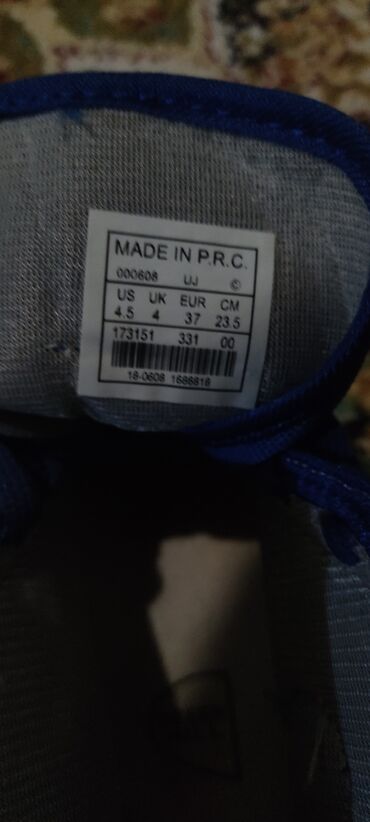 MADE IN P.R.C.
000608 UJ ©
US UK EUR CM
4.5 4 37 23.5
173151 331 00
18-0608 1686818